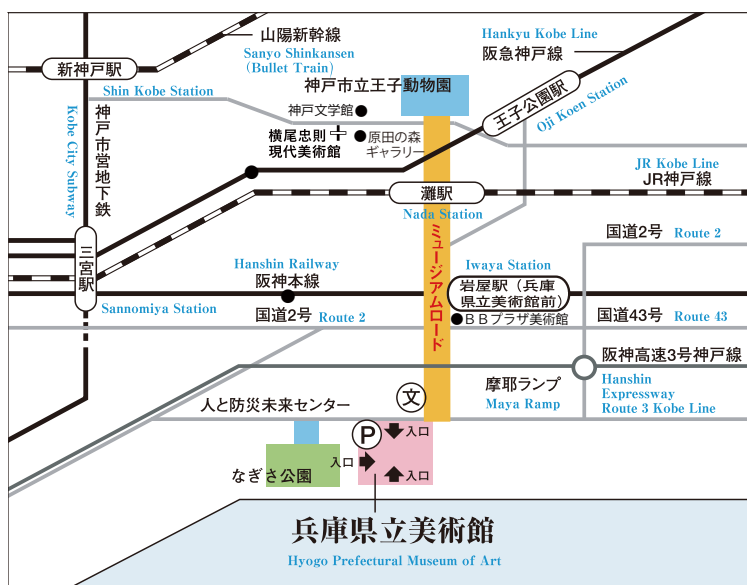 山陽新幹線
Sanyo Shinkansen
(Bullet Train)
Hankyu Kobe Line
阪急神戸線
新神戸駅
Shin Kobe Station
神戸市立王子動物園
神戸文学館
王子公園駅
Oji Koen Station
横尾忠則
現代美術館
原田の森
ギャラリー
神戸市営地下鉄
Kobe City Subway
JR Kobe Line
JR神戸線
灘駅
Nada Station
ミュージアムロード
国道2号 Route 2
三宮駅
Sannomiya Station
Hanshin Railway
阪神本線
Iwaya Station
岩屋駅（兵庫
県立美術館前）
国道2号 Route 2
BBプラザ美術館
国道43号 Route 43
阪神高速3号神戸線
Hanshin
Expressway
Route 3 Kobe Line
摩耶ランプ
Maya Ramp
人と防災未来センター
文
P
入口
入口
入口
なぎさ公園
兵庫県立美術館
Hyogo Prefectural Museum of Art